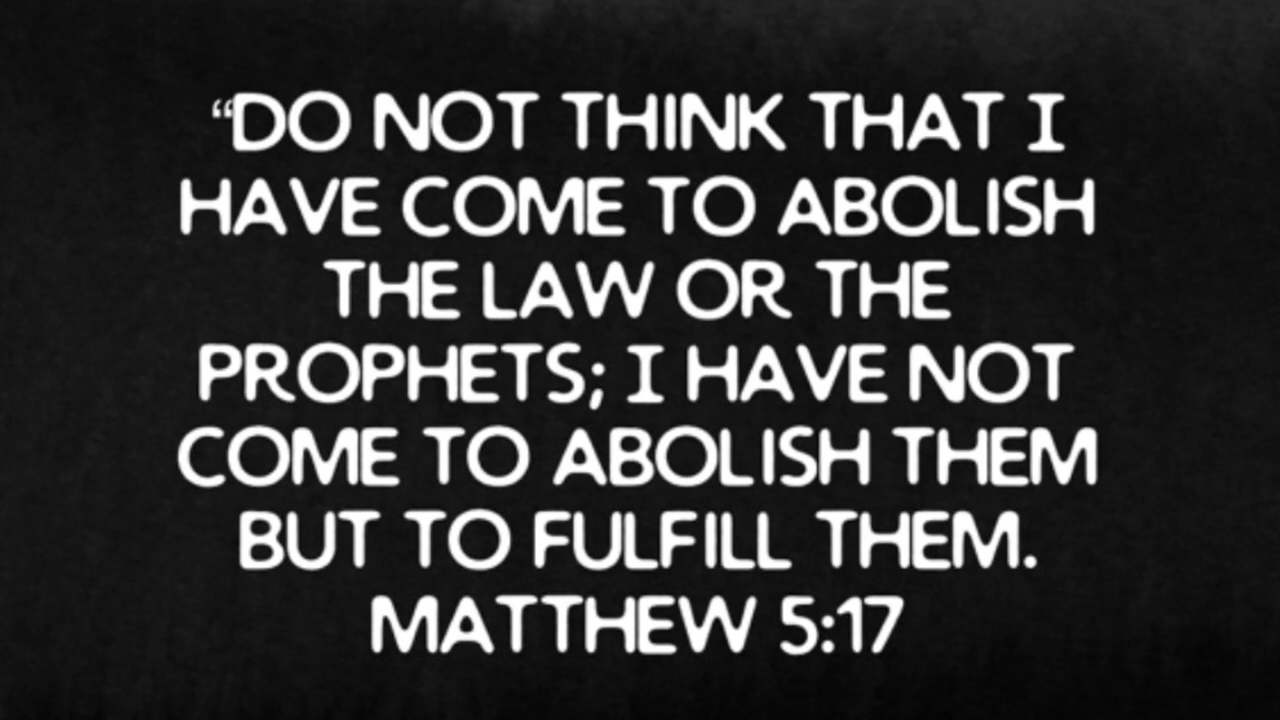 “DO NOT THINK THAT I
HAVE COME TO ABOLISH
THE LAW OR THE
PROPHETS; I HAVE NOT
COME TO ABOLISH THEM
BUT TO FULFILL THEM.
MATTHEW 5:17